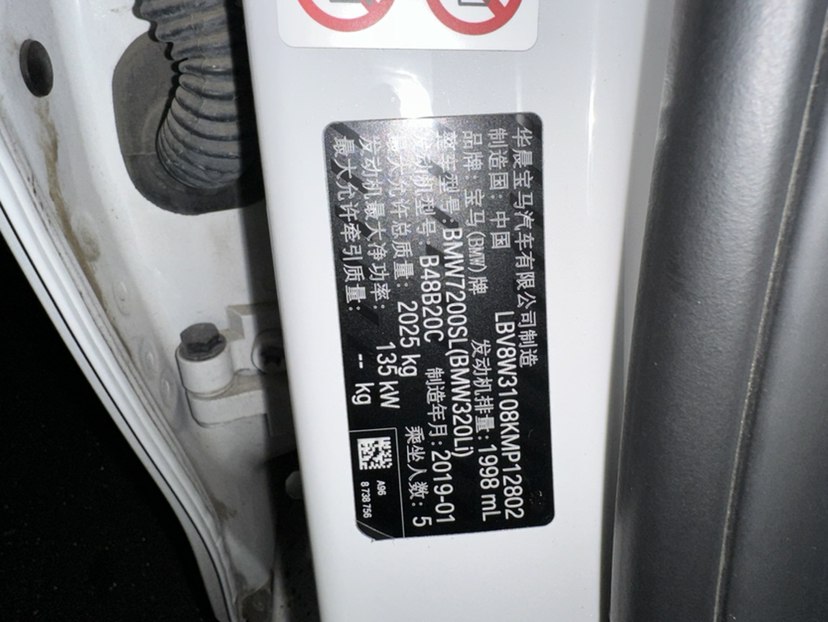 华晨宝马汽车有限公司制造
制造国: 中国 LBV8W3108KMP12802
品牌: 宝马(BMW)牌 发动机排量: 1998 mL
整车型号: BMW7200SL(BMW320Li)
发动机型号: B48B20C 制造年月: 2019-01
最大允许总质量: 2025 kg 乘坐人数: 5
发动机最大净功率: 135 kW
最大允许牵引质量: -- kg
A96
8 738 756